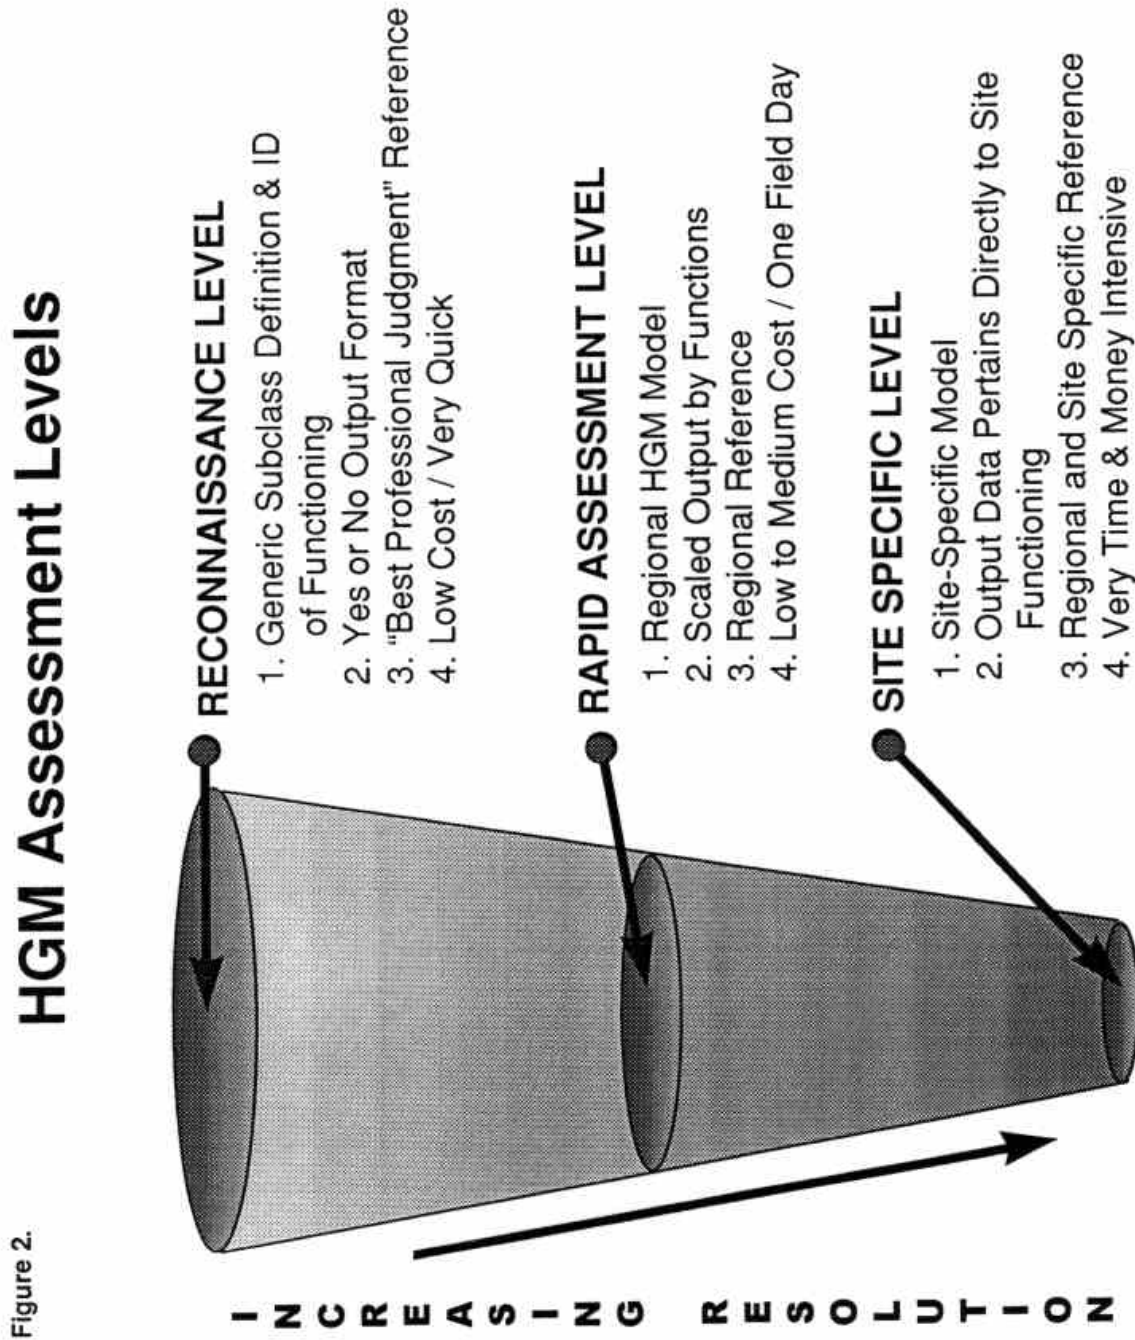 Figure 2.
HGM Assessment Levels
INCREASING RESOLUTION
RECONNAISSANCE LEVEL
1. Generic Subclass Definition & ID
of Functioning
2. Yes or No Output Format
3. "Best Professional Judgment" Reference
4. Low Cost / Very Quick
RAPID ASSESSMENT LEVEL
1. Regional HGM Model
2. Scaled Output by Functions
3. Regional Reference
4. Low to Medium Cost / One Field Day
SITE SPECIFIC LEVEL
1. Site-Specific Model
2. Output Data Pertains Directly to Site
Functioning
3. Regional and Site Specific Reference
4. Very Time & Money Intensive